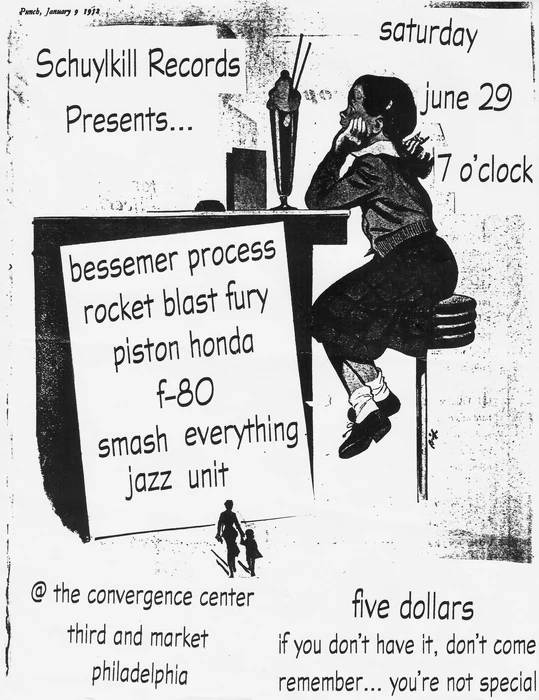 Punch, January 9 1952
Schuylkill Records
Presents...
saturday
june 29
7 o'clock
bessemer process
rocket blast fury
piston honda
f-80
smash everything
jazz unit
@ the convergence center
third and market
philadelphia
five dollars
if you don't have it, don't come
remember... you're not special